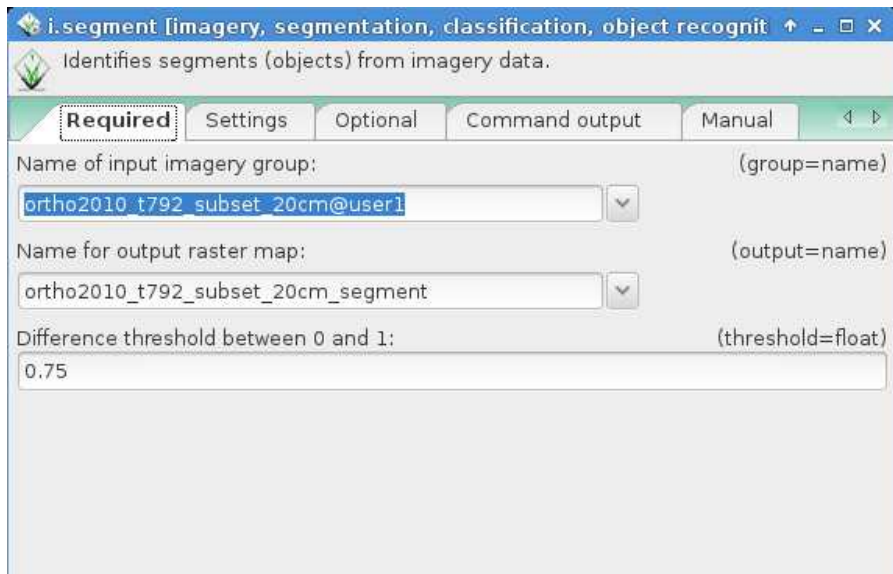 i.segment [imagery, segmentation, classification, object recognit
Identifies segments (objects) from imagery data.
Required Settings Optional Command output Manual
Name of input imagery group: (group=name)
ortho2010_t792_subset_20cm@user1
Name for output raster map: (output=name)
ortho2010_t792_subset_20cm_segment
Difference threshold between 0 and 1: (threshold=float)
0.75